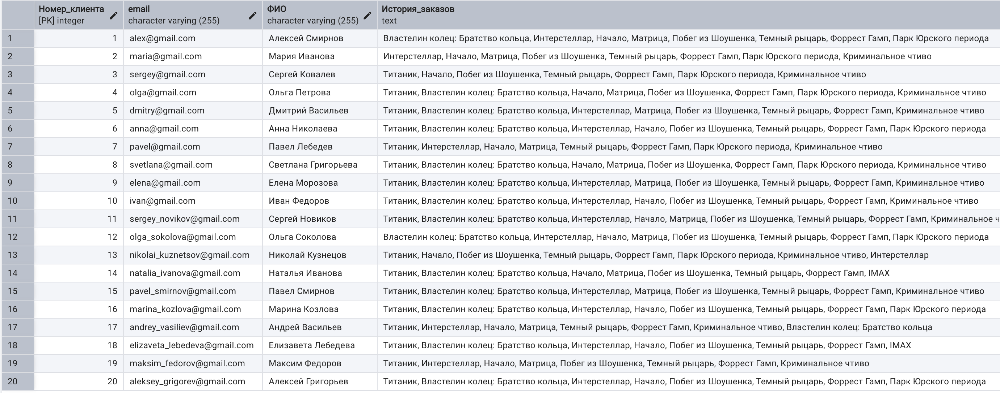 Номер_клиента email ФИО История_заказов
[PK] integer character varying (255) character varying (255) text
1 1 alex@gmail.com Алексей Смирнов Властелин колец: Братство кольца, Интерстеллар, Начало, Матрица, Побег из Шоушенка, Темный рыцарь, Форрест Гамп, Парк Юрского периода
2 2 maria@gmail.com Мария Иванова Интерстеллар, Начало, Матрица, Побег из Шоушенка, Темный рыцарь, Форрест Гамп, Парк Юрского периода, Криминальное чтиво
3 3 sergey@gmail.com Сергей Ковалев Титаник, Начало, Побег из Шоушенка, Темный рыцарь, Форрест Гамп, Парк Юрского периода, Криминальное чтиво
4 4 olga@gmail.com Ольга Петрова Титаник, Властелин колец: Братство кольца, Начало, Матрица, Побег из Шоушенка, Форрест Гамп, Парк Юрского периода, Криминальное чтиво
5 5 dmitry@gmail.com Дмитрий Васильев Титаник, Властелин колец: Братство кольца, Интерстеллар, Матрица, Побег из Шоушенка, Темный рыцарь, Форрест Гамп, Криминальное чтиво
6 6 anna@gmail.com Анна Николаева Титаник, Властелин колец: Братство кольца, Интерстеллар, Начало, Побег из Шоушенка, Темный рыцарь, Форрест Гамп, Парк Юрского периода
7 7 pavel@gmail.com Павел Лебедев Титаник, Интерстеллар, Начало, Матрица, Темный рыцарь, Форрест Гамп, Парк Юрского периода, Криминальное чтиво
8 8 svetlana@gmail.com Светлана Григорьева Титаник, Властелин колец: Братство кольца, Начало, Матрица, Побег из Шоушенка, Форрест Гамп, Парк Юрского периода, Криминальное чтиво
9 9 elena@gmail.com Елена Морозова Титаник, Властелин колец: Братство кольца, Интерстеллар, Матрица, Побег из Шоушенка, Темный рыцарь, Форрест Гамп, Криминальное чтиво
10 10 ivan@gmail.com Иван Федоров Титаник, Властелин колец: Братство кольца, Интерстеллар, Начало, Побег из Шоушенка, Темный рыцарь, Форрест Гамп, Криминальное чтиво
11 11 sergey_novikov@gmail.com Сергей Новиков Титаник, Властелин колец: Братство кольца, Интерстеллар, Начало, Матрица, Побег из Шоушенка, Темный рыцарь, Форрест Гамп, Криминальное ч
12 12 olga_sokolova@gmail.com Ольга Соколова Властелин колец: Братство кольца, Интерстеллар, Начало, Матрица, Побег из Шоушенка, Темный рыцарь, Форрест Гамп, Парк Юрского периода
13 13 nikolai_kuznetsov@gmail.com Николай Кузнецов Титаник, Начало, Побег из Шоушенка, Темный рыцарь, Форрест Гамп, Парк Юрского периода, Криминальное чтиво, Интерстеллар
14 14 natalia_ivanova@gmail.com Наталья Иванова Титаник, Властелин колец: Братство кольца, Начало, Матрица, Побег из Шоушенка, Темный рыцарь, Форрест Гамп, IMAX
15 15 pavel_smirnov@gmail.com Павел Смирнов Титаник, Властелин колец: Братство кольца, Интерстеллар, Матрица, Побег из Шоушенка, Темный рыцарь, Форрест Гамп, Криминальное чтиво
16 16 marina_kozlova@gmail.com Марина Козлова Титаник, Властелин колец: Братство кольца, Интерстеллар, Начало, Побег из Шоушенка, Темный рыцарь, Форрест Гамп, Парк Юрского периода
17 17 andrey_vasiliev@gmail.com Андрей Васильев Титаник, Интерстеллар, Начало, Матрица, Темный рыцарь, Форрест Гамп, Криминальное чтиво, Властелин колец: Братство кольца
18 18 elizaveta_lebedeva@gmail.com Елизавета Лебедева Титаник, Властелин колец: Братство кольца, Интерстеллар, Начало, Побег из Шоушенка, Темный рыцарь, Форрест Гамп, IMAX
19 19 maksim_fedorov@gmail.com Максим Федоров Титаник, Интерстеллар, Начало, Матрица, Побег из Шоушенка, Темный рыцарь, Форрест Гамп, Криминальное чтиво
20 20 aleksey_grigorev@gmail.com Алексей Григорьев Титаник, Властелин колец: Братство кольца, Интерстеллар, Начало, Побег из Шоушенка, Темный рыцарь, Форрест Гамп, Парк Юрского периода